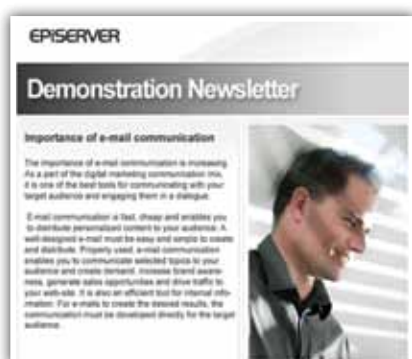 EPiSERVER
Demonstration Newsletter
Importance of e-mail communication
The importance of e-mail communication is increasing.
As a part of the digital marketing communication mix,
it is one of the best tools for communicating with your
target audience and engaging them in a dialogue.
E-mail communication is fast, cheap and enables you
to distribute personalized content to your audience. A
well-designed e-mail must be easy and simple to create
and distribute. Properly used, e-mail communication
enables you to communicate selected topics to your
audience and create demand, increase brand aware-
ness, generate sales opportunities and drive traffic to
your web-site. It is also an efficient tool for internal info-
rmation. For e-mails to create the desired results, the
communication must be developed directly for the target
audience.